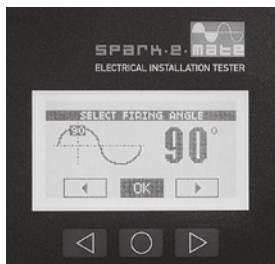 spark·e·mate
ELECTRICAL INSTALLATION TESTER
SELECT FIRING ANGLE
90
90°
OK